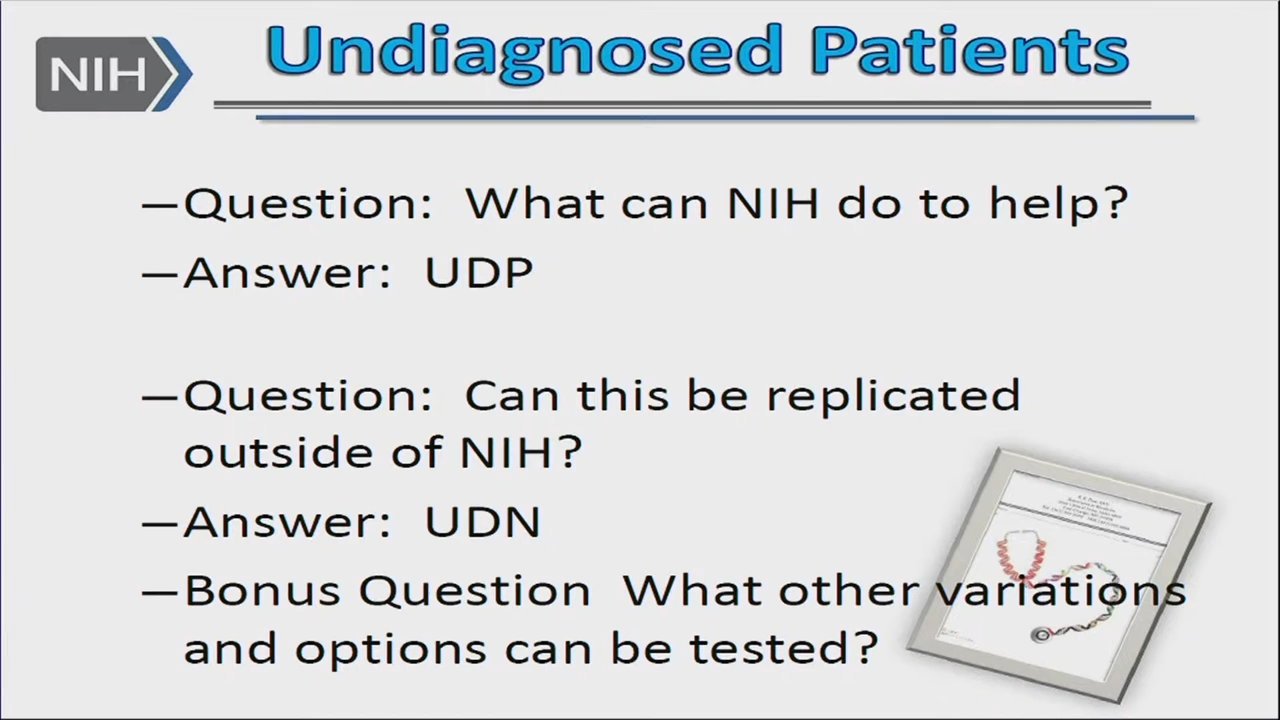 Undiagnosed Patients
NIH
–Question:  What can NIH do to help?
–Answer:  UDP
–Question:  Can this be replicated
outside of NIH?
–Answer:  UDN
–Bonus Question  What other variations
and options can be tested?